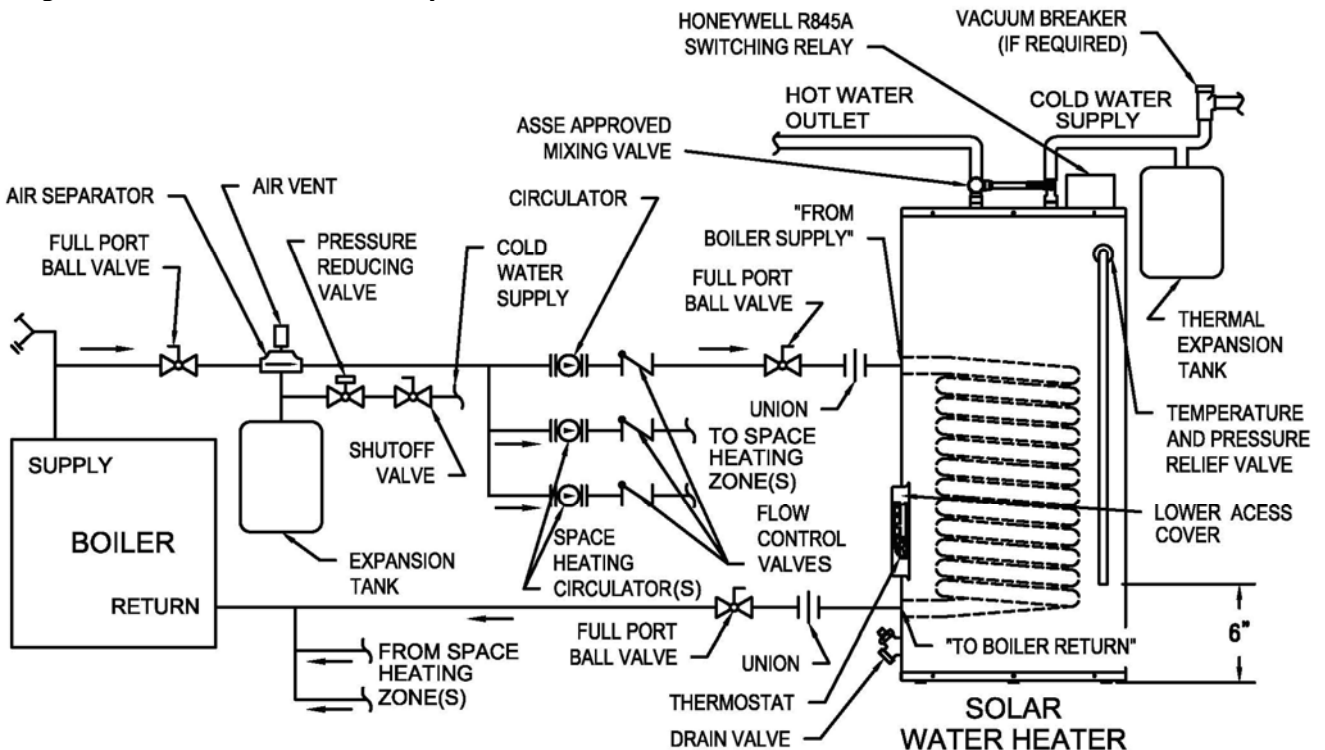 HONEYWELL R845A
SWITCHING RELAY
VACUUM BREAKER
(IF REQUIRED)
HOT WATER
OUTLET
COLD WATER
SUPPLY
ASSE APPROVED
MIXING VALVE
AIR SEPARATOR
AIR VENT
CIRCULATOR
"FROM
BOILER SUPPLY"
FULL PORT
BALL VALVE
PRESSURE
REDUCING
VALVE
COLD
WATER
SUPPLY
FULL PORT
BALL VALVE
THERMAL
EXPANSION
TANK
UNION
TEMPERATURE
AND PRESSURE
RELIEF VALVE
SHUTOFF
VALVE
TO SPACE
HEATING
ZONE(S)
SUPPLY
BOILER
RETURN
EXPANSION
TANK
SPACE
HEATING
CIRCULATOR(S)
FLOW
CONTROL
VALVES
LOWER ACESS
COVER
FULL PORT
BALL VALVE
UNION
"TO BOILER RETURN"
6"
FROM SPACE
HEATING
ZONE(S)
THERMOSTAT
DRAIN VALVE
SOLAR
WATER HEATER